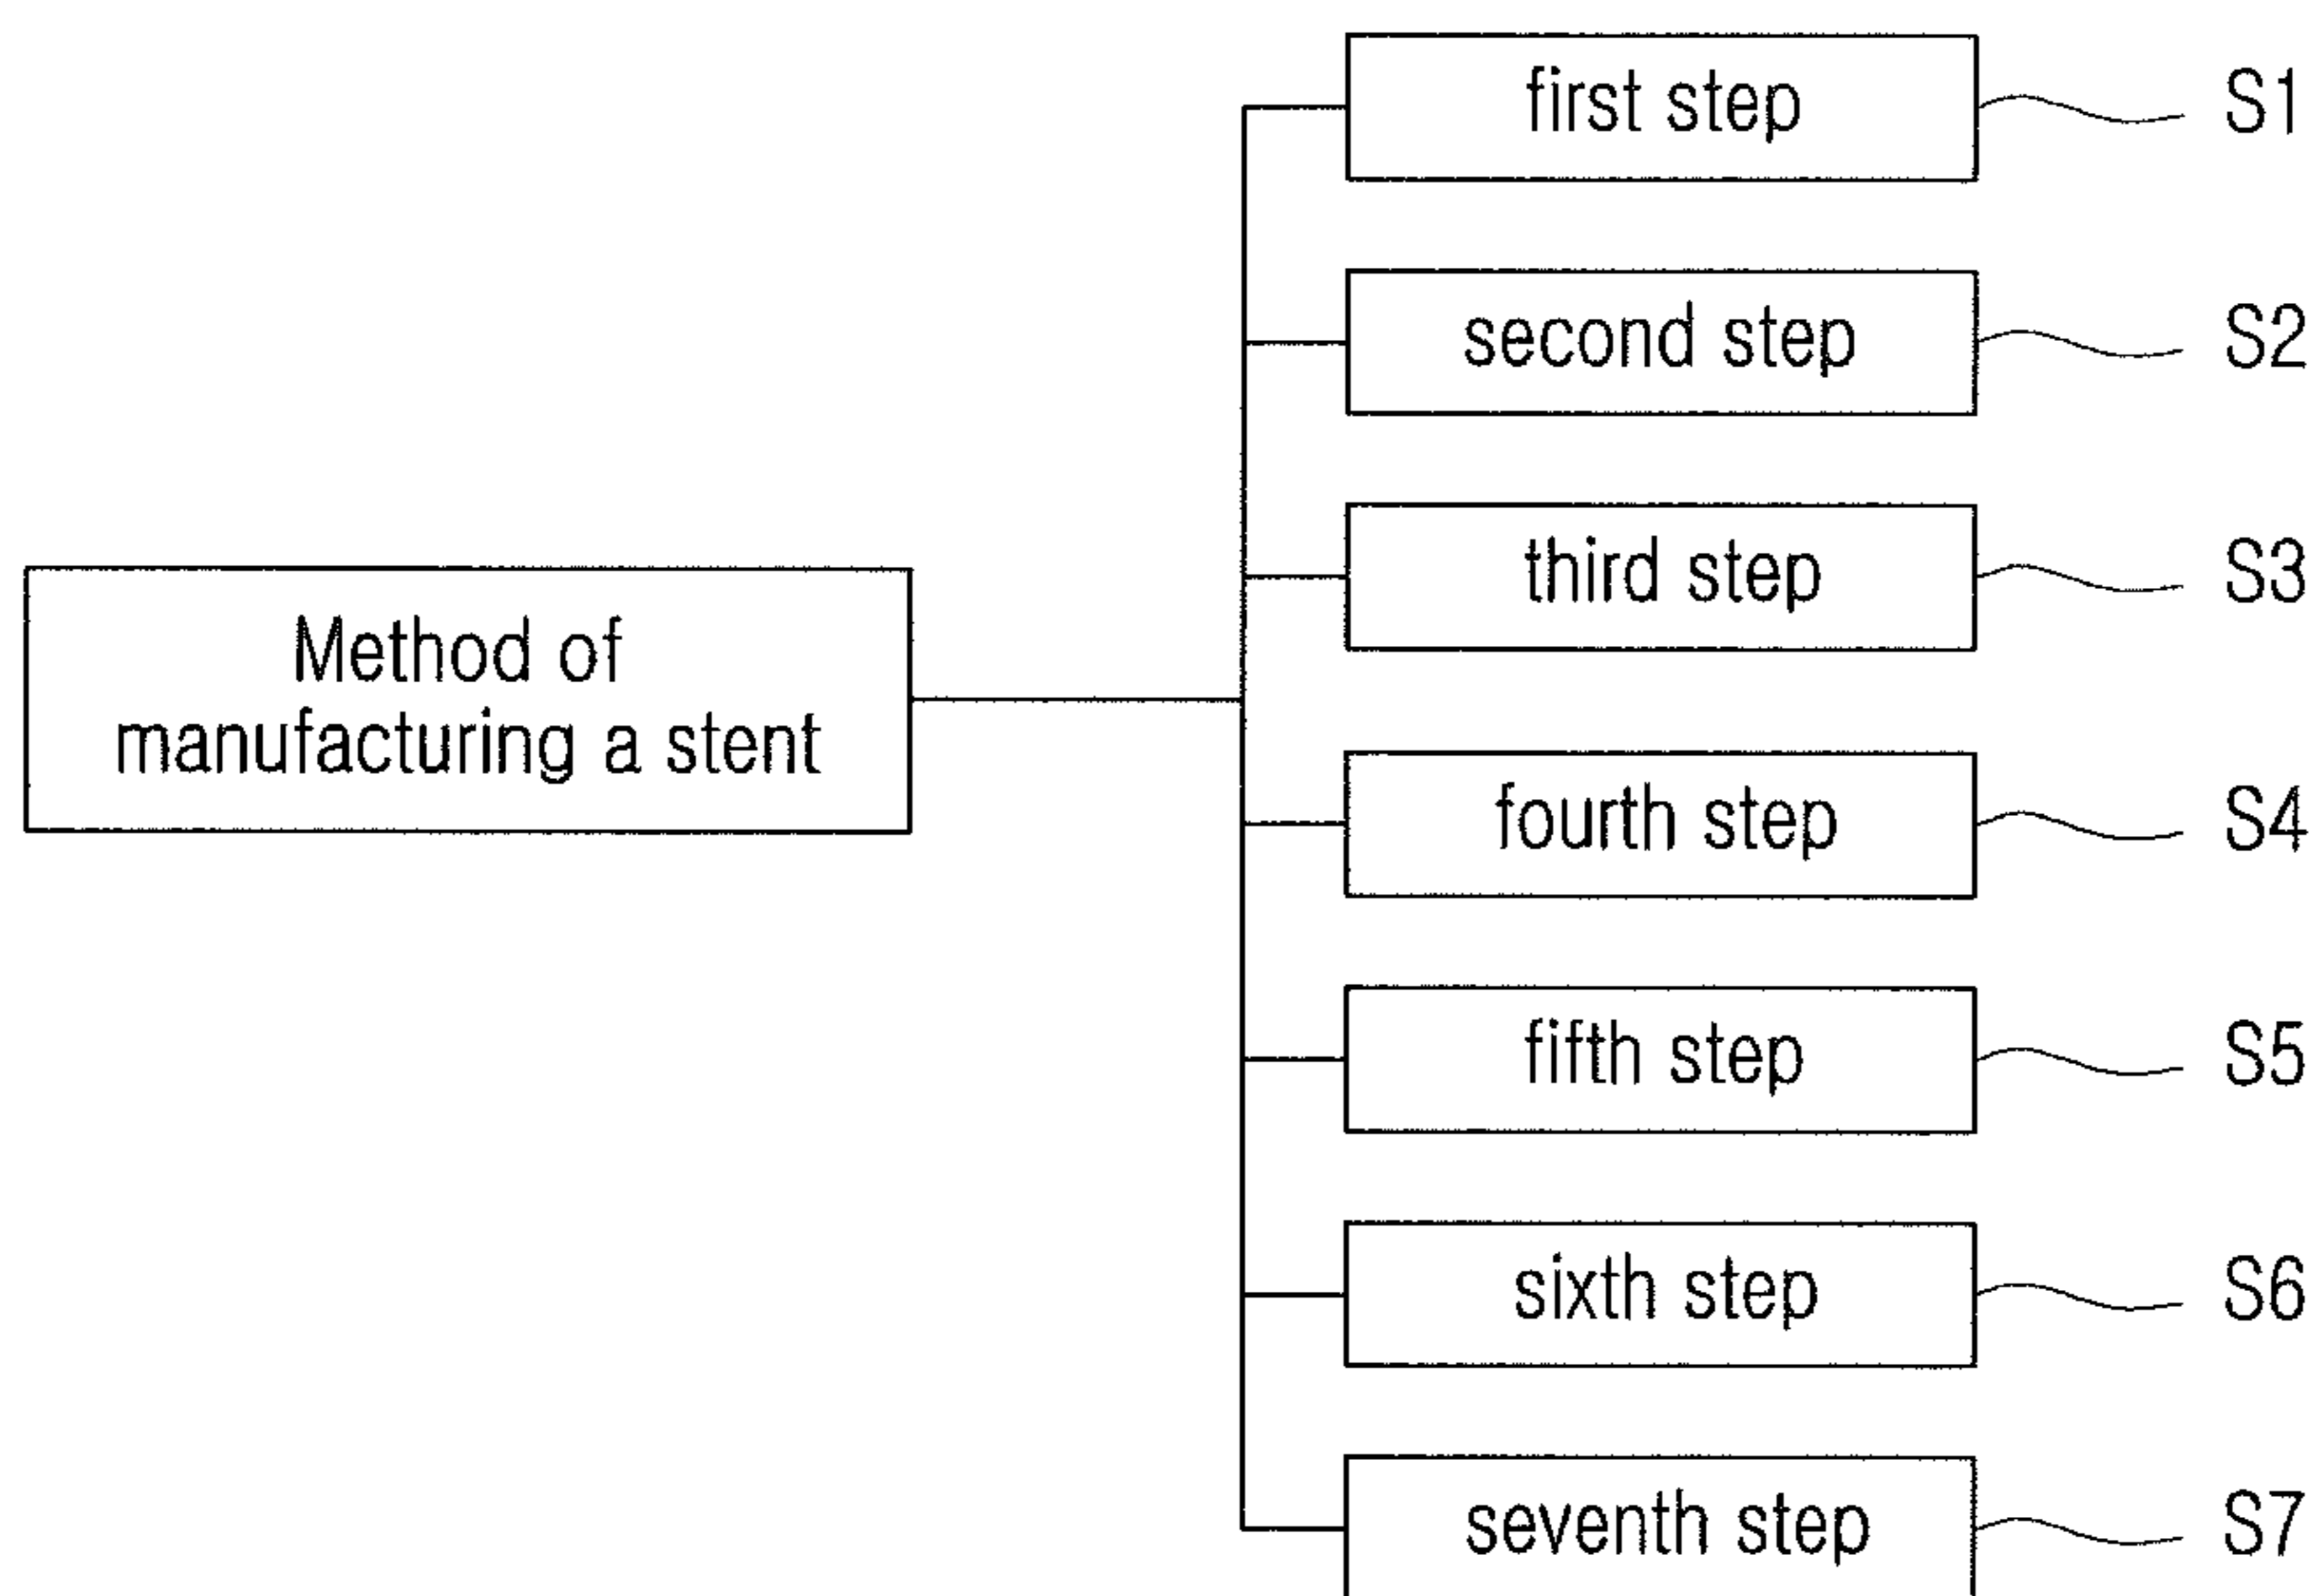 first step S1
second step S2
third step S3
Method of
manufacturing a stent
fourth step S4
fifth step S5
sixth step S6
seventh step S7